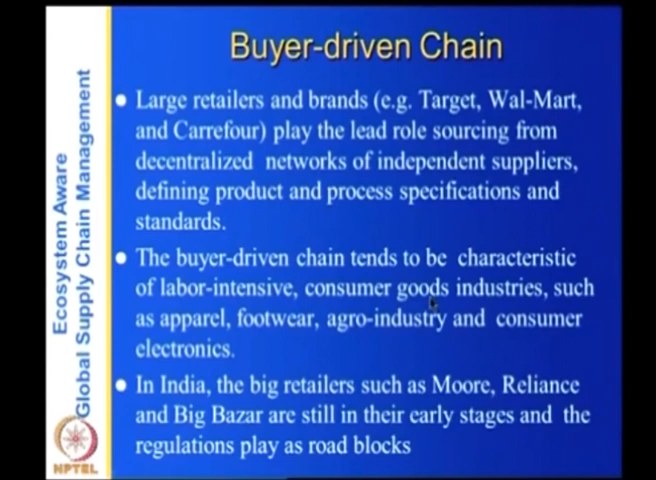 Buyer-driven Chain
Large retailers and brands (e.g. Target, Wal-Mart,
and Carrefour) play the lead role sourcing from
decentralized networks of independent suppliers,
defining product and process specifications and
standards.
The buyer-driven chain tends to be characteristic
of labor-intensive, consumer goods industries, such
as apparel, footwear, agro-industry and consumer
electronics.
In India, the big retailers such as Moore, Reliance
and Big Bazar are still in their early stages and the
regulations play as road blocks
Ecosystem Aware
Global Supply Chain Management
NPTEL